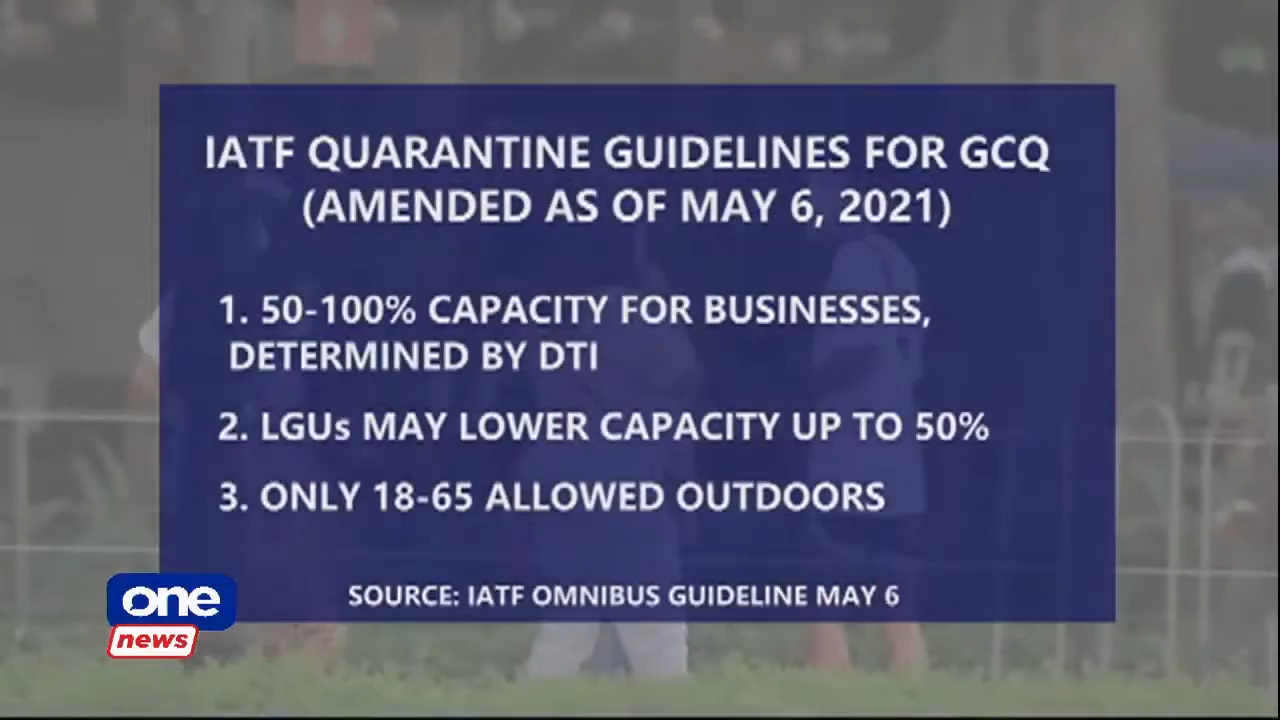 IATF QUARANTINE GUIDELINES FOR GCQ
(AMENDED AS OF MAY 6, 2021)
1. 50-100% CAPACITY FOR BUSINESSES,
DETERMINED BY DTI
2. LGUs MAY LOWER CAPACITY UP TO 50%
3. ONLY 18-65 ALLOWED OUTDOORS
SOURCE: IATF OMNIBUS GUIDELINE MAY 6
one
news